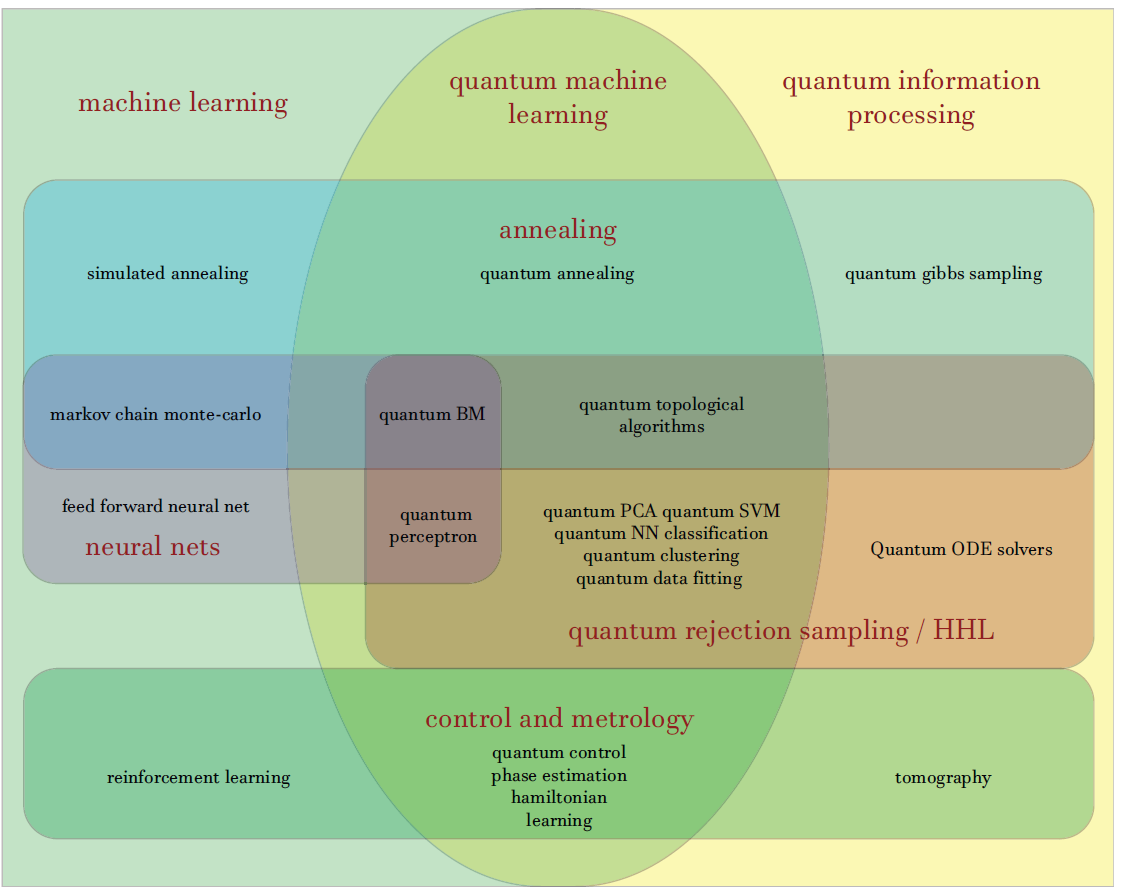 machine learning
quantum machine
learning
quantum information
processing
annealing
simulated annealing
quantum annealing
quantum gibbs sampling
markov chain monte-carlo
quantum BM
quantum topological
algorithms
feed forward neural net
neural nets
quantum
perceptron
quantum PCA quantum SVM
quantum NN classification
quantum clustering
quantum data fitting
Quantum ODE solvers
quantum rejection sampling / HHL
control and metrology
reinforcement learning
quantum control
phase estimation
hamiltonian
learning
tomography